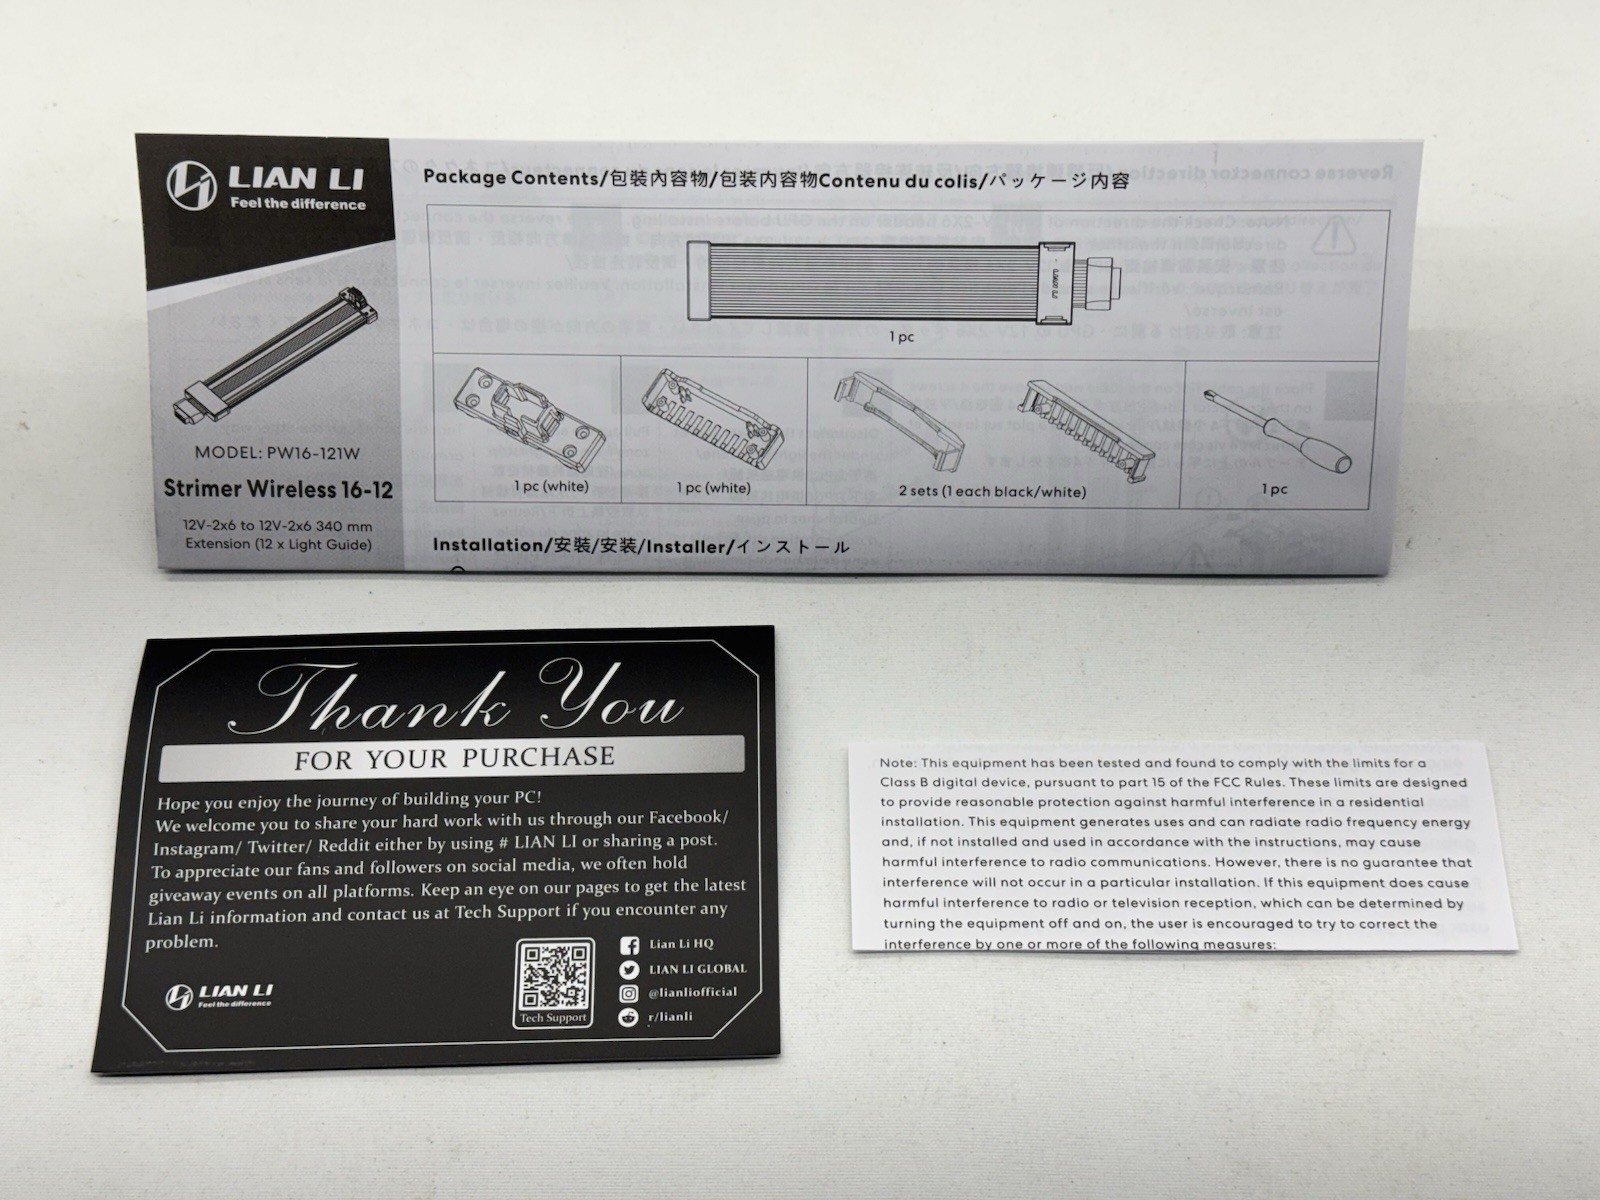 LIAN LI
Feel the difference
MODEL: PW16-121W
Strimer Wireless 16-12
12V-2x6 to 12V-2x6 340 mm
Extension (12 x Light Guide)
Package Contents/包裝內容物/包装内容物Contenu du colis/パッケージ内容
1 pc
1 pc (white)
1 pc (white)
2 sets (1 each black/white)
1 pc
Installation/安裝/安装/Installer/インストール
Thank You
FOR YOUR PURCHASE
Hope you enjoy the journey of building your PC!
We welcome you to share your hard work with us through our Facebook/
Instagram/ Twitter/ Reddit either by using # LIAN LI or sharing a post.
To appreciate our fans and followers on social media, we often hold
giveaway events on all platforms. Keep an eye on our pages to get the latest
Lian Li information and contact us at Tech Support if you encounter any
problem.
LIAN LI
Feel the difference
Tech Support
Lian Li HQ
LIAN LI GLOBAL
@lianliofficial
r/lianli
Note: This equipment has been tested and found to comply with the limits for a
Class B digital device, pursuant to part 15 of the FCC Rules. These limits are designed
to provide reasonable protection against harmful interference in a residential
installation. This equipment generates uses and can radiate radio frequency energy
and, if not installed and used in accordance with the instructions, may cause
harmful interference to radio communications. However, there is no guarantee that
interference will not occur in a particular installation. If this equipment does cause
harmful interference to radio or television reception, which can be determined by
turning the equipment off and on, the user is encouraged to try to correct the
interference by one or more of the following measures: